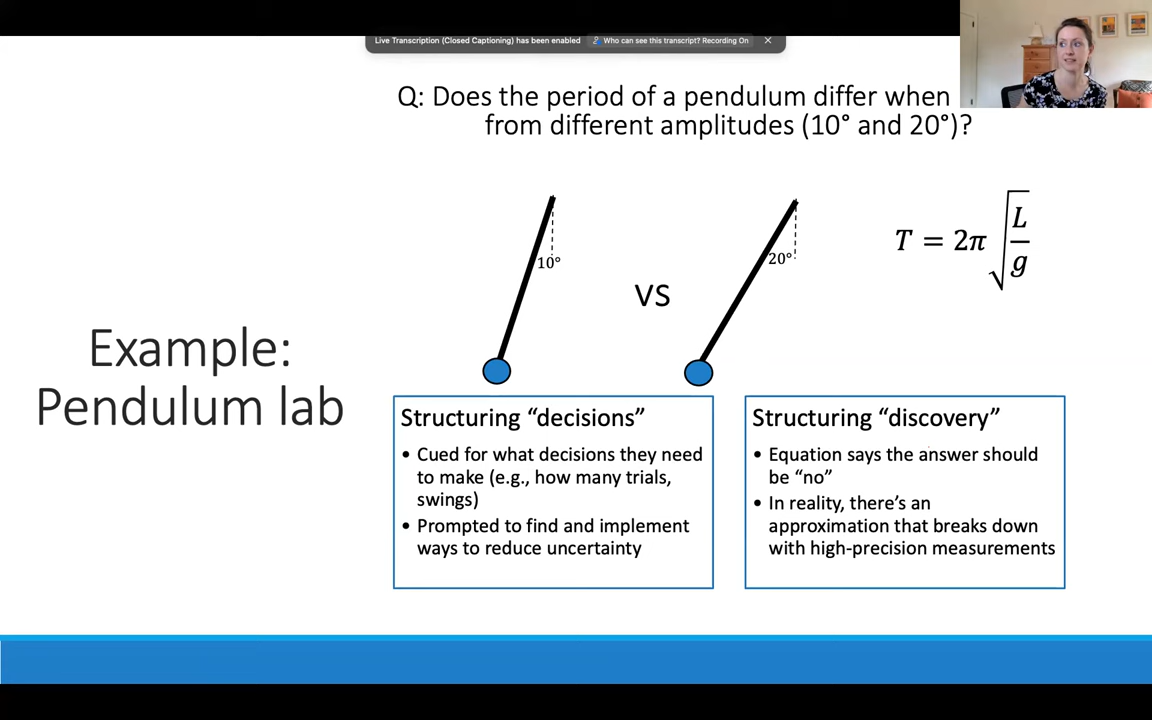 Live Transcription (Closed Captioning) has been enabled
Who can see this transcript? Recording On
Q: Does the period of a pendulum differ when
from different amplitudes (10° and 20°)?
10°
20°
VS
T = 2π √(L/g)
Example:
Pendulum lab
Structuring “decisions”
• Cued for what decisions they need
to make (e.g., how many trials,
swings)
• Prompted to find and implement
ways to reduce uncertainty
Structuring “discovery”
• Equation says the answer should
be “no”
• In reality, there’s an
approximation that breaks down
with high-precision measurements